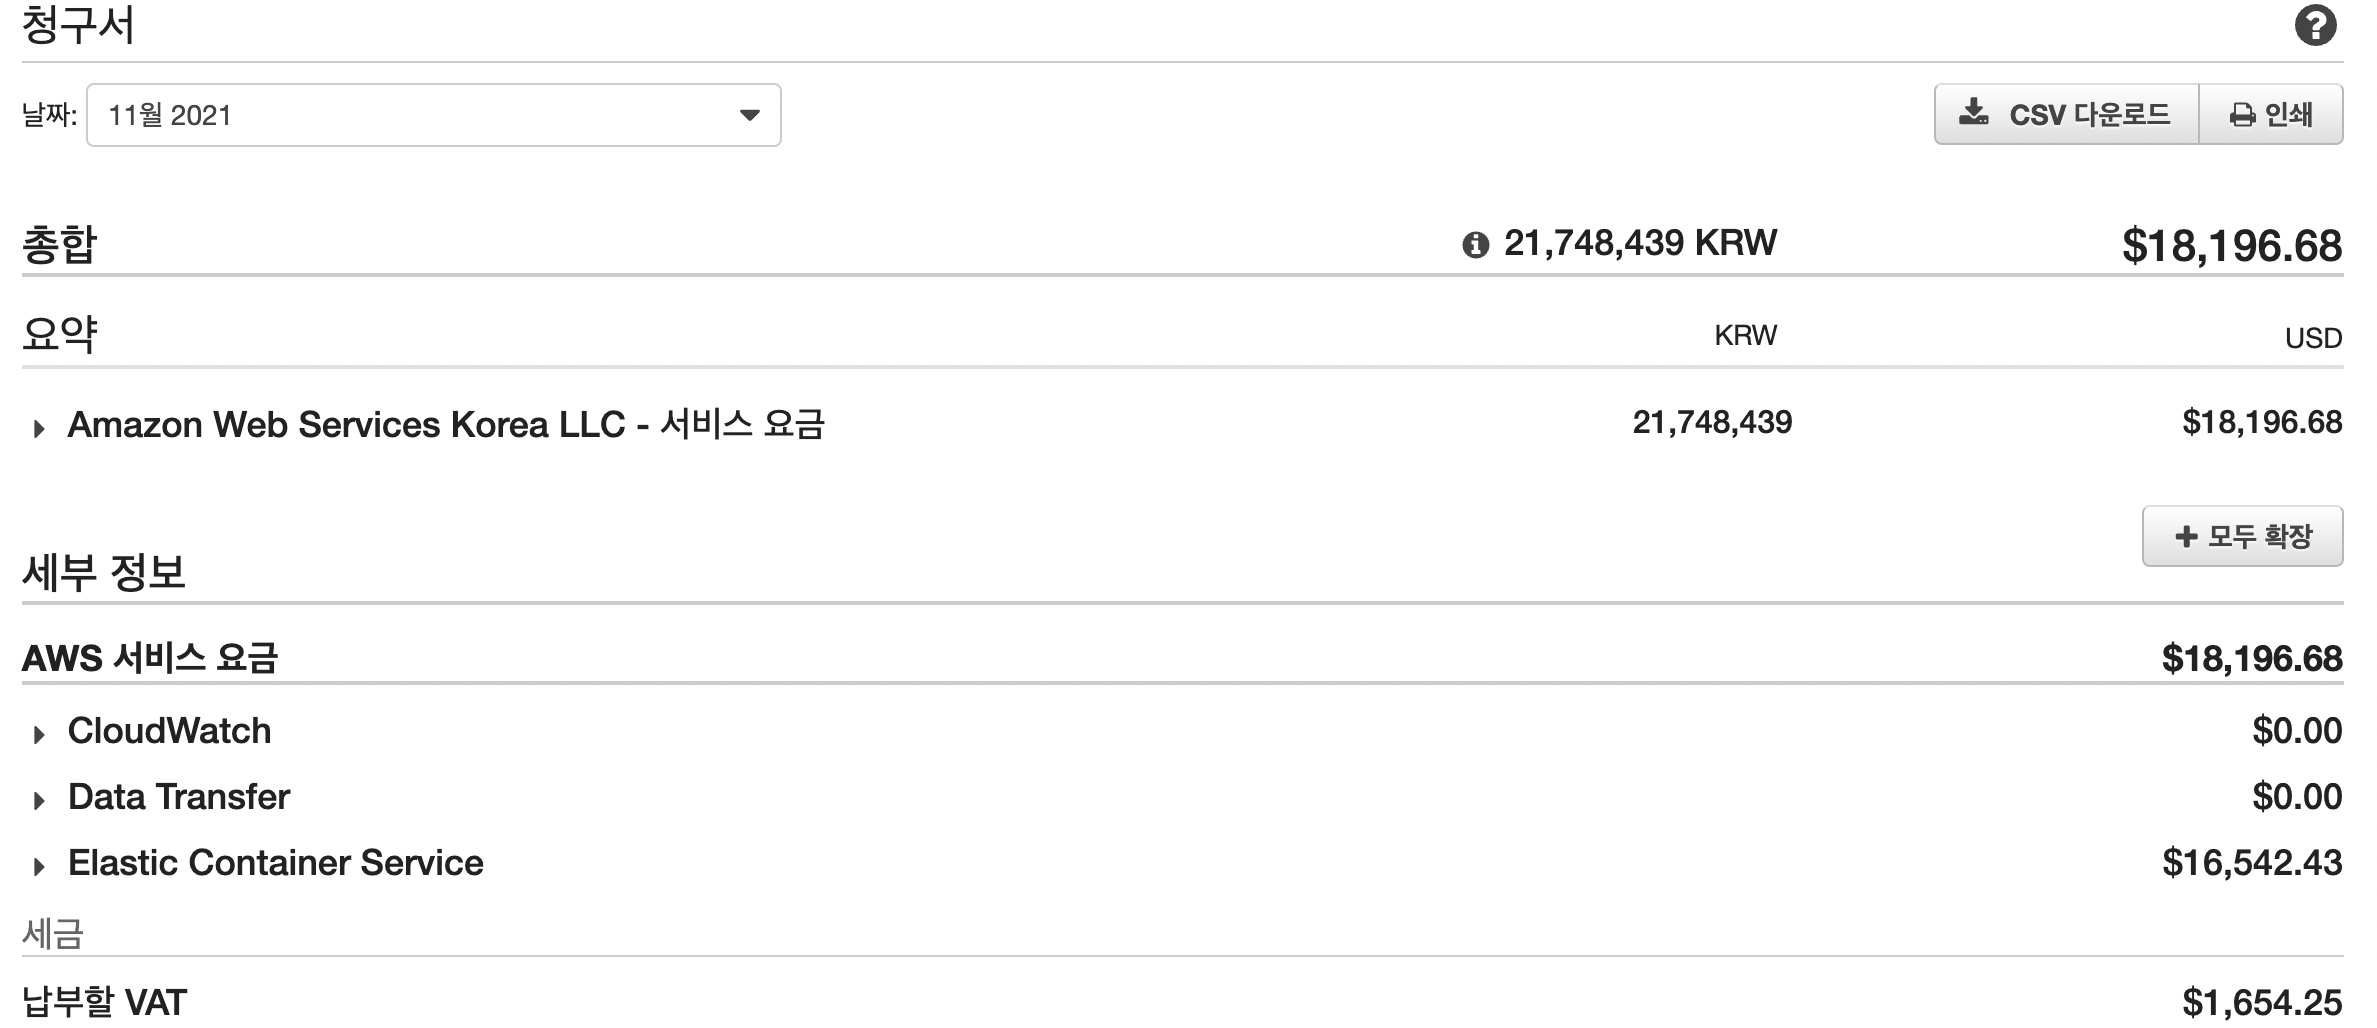 청구서
날짜: 11월 2021
CSV 다운로드 인쇄
총합 21,748,439 KRW $18,196.68
요약 KRW USD
Amazon Web Services Korea LLC - 서비스 요금 21,748,439 $18,196.68
모두 확장
세부 정보
AWS 서비스 요금 $18,196.68
CloudWatch $0.00
Data Transfer $0.00
Elastic Container Service $16,542.43
세금
납부할 VAT $1,654.25